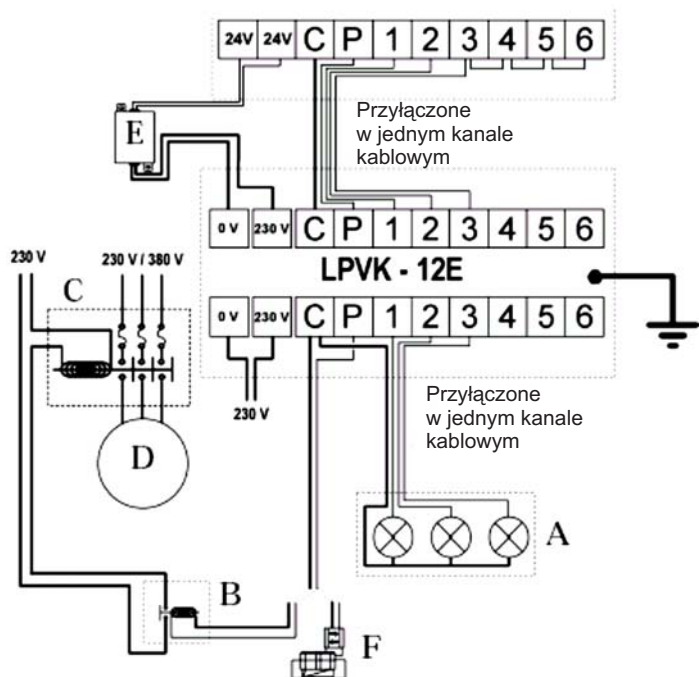 24V 24V C P 1 2 3 4 5 6
E
Przyłączone
w jednym kanale
kablowym
0 V 230 V C P 1 2 3 4 5 6
230 V
230 V / 380 V
LPVK - 12E
C
0 V 230 V C P 1 2 3 4 5 6
Przyłączone
w jednym kanale
kablowym
230 V
D
A
B
F